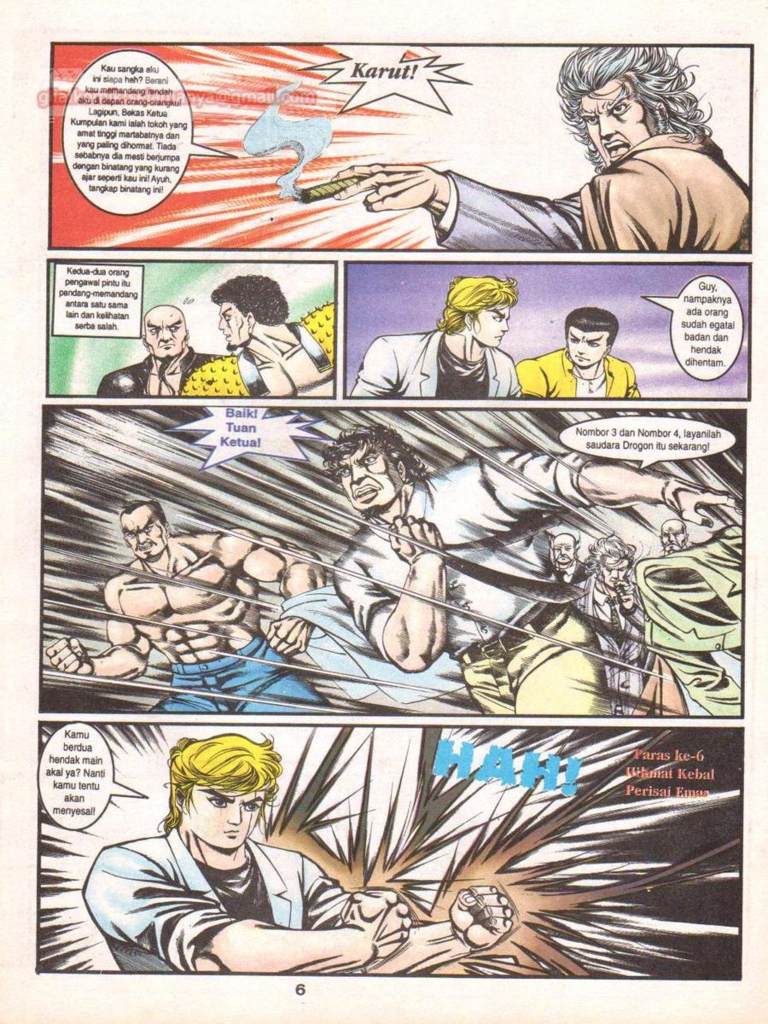 Kau sangka aku
ini siapa hah? Berani
kau memandang rendah
aku di depan orang-orangku!
Lagipun, Bekas Ketua
Kumpulan kami ialah tokoh yang
amat tinggi martabatnya dan
yang paling dihormat. Tiada
sebabnya dia mesti berjumpa
dengan binatang yang kurang
ajar seperti kau ini! Ayuh,
tangkap binatang ini!
Karut!
Kedua-dua orang
pengawal pintu itu
pandang-memandang
antara satu sama
lain dan kelihatan
serba salah.
Guy,
nampaknya
ada orang
sudah egatal
badan dan
hendak
dihentam.
Baik!
Tuan
Ketua!
Nombor 3 dan Nombor 4, layanilah
saudara Drogon itu sekarang!
Kamu
berdua
hendak main
akal ya? Nanti
kamu tentu
akan
menyesal!
HAH!
Paras ke-6
Hikmat Kebal
Perisai Emas
6